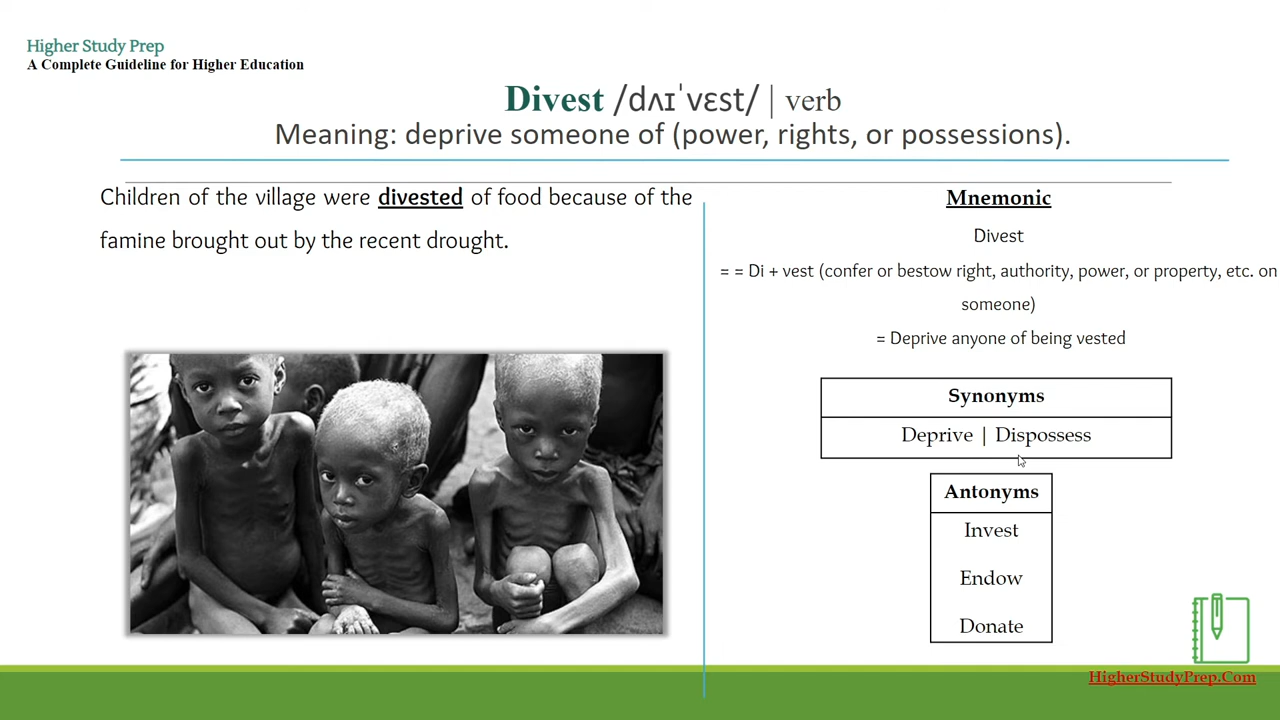 Higher Study Prep
A Complete Guideline for Higher Education
Divest /dʌɪˈvɛst/ | verb
Meaning: deprive someone of (power, rights, or possessions).
Children of the village were divested of food because of the
famine brought out by the recent drought.
Mnemonic
Divest
= = Di + vest (confer or bestow right, authority, power, or property, etc. on
someone)
= Deprive anyone of being vested
Synonyms
Deprive | Dispossess
Antonyms
Invest
Endow
Donate
HigherStudyPrep.Com